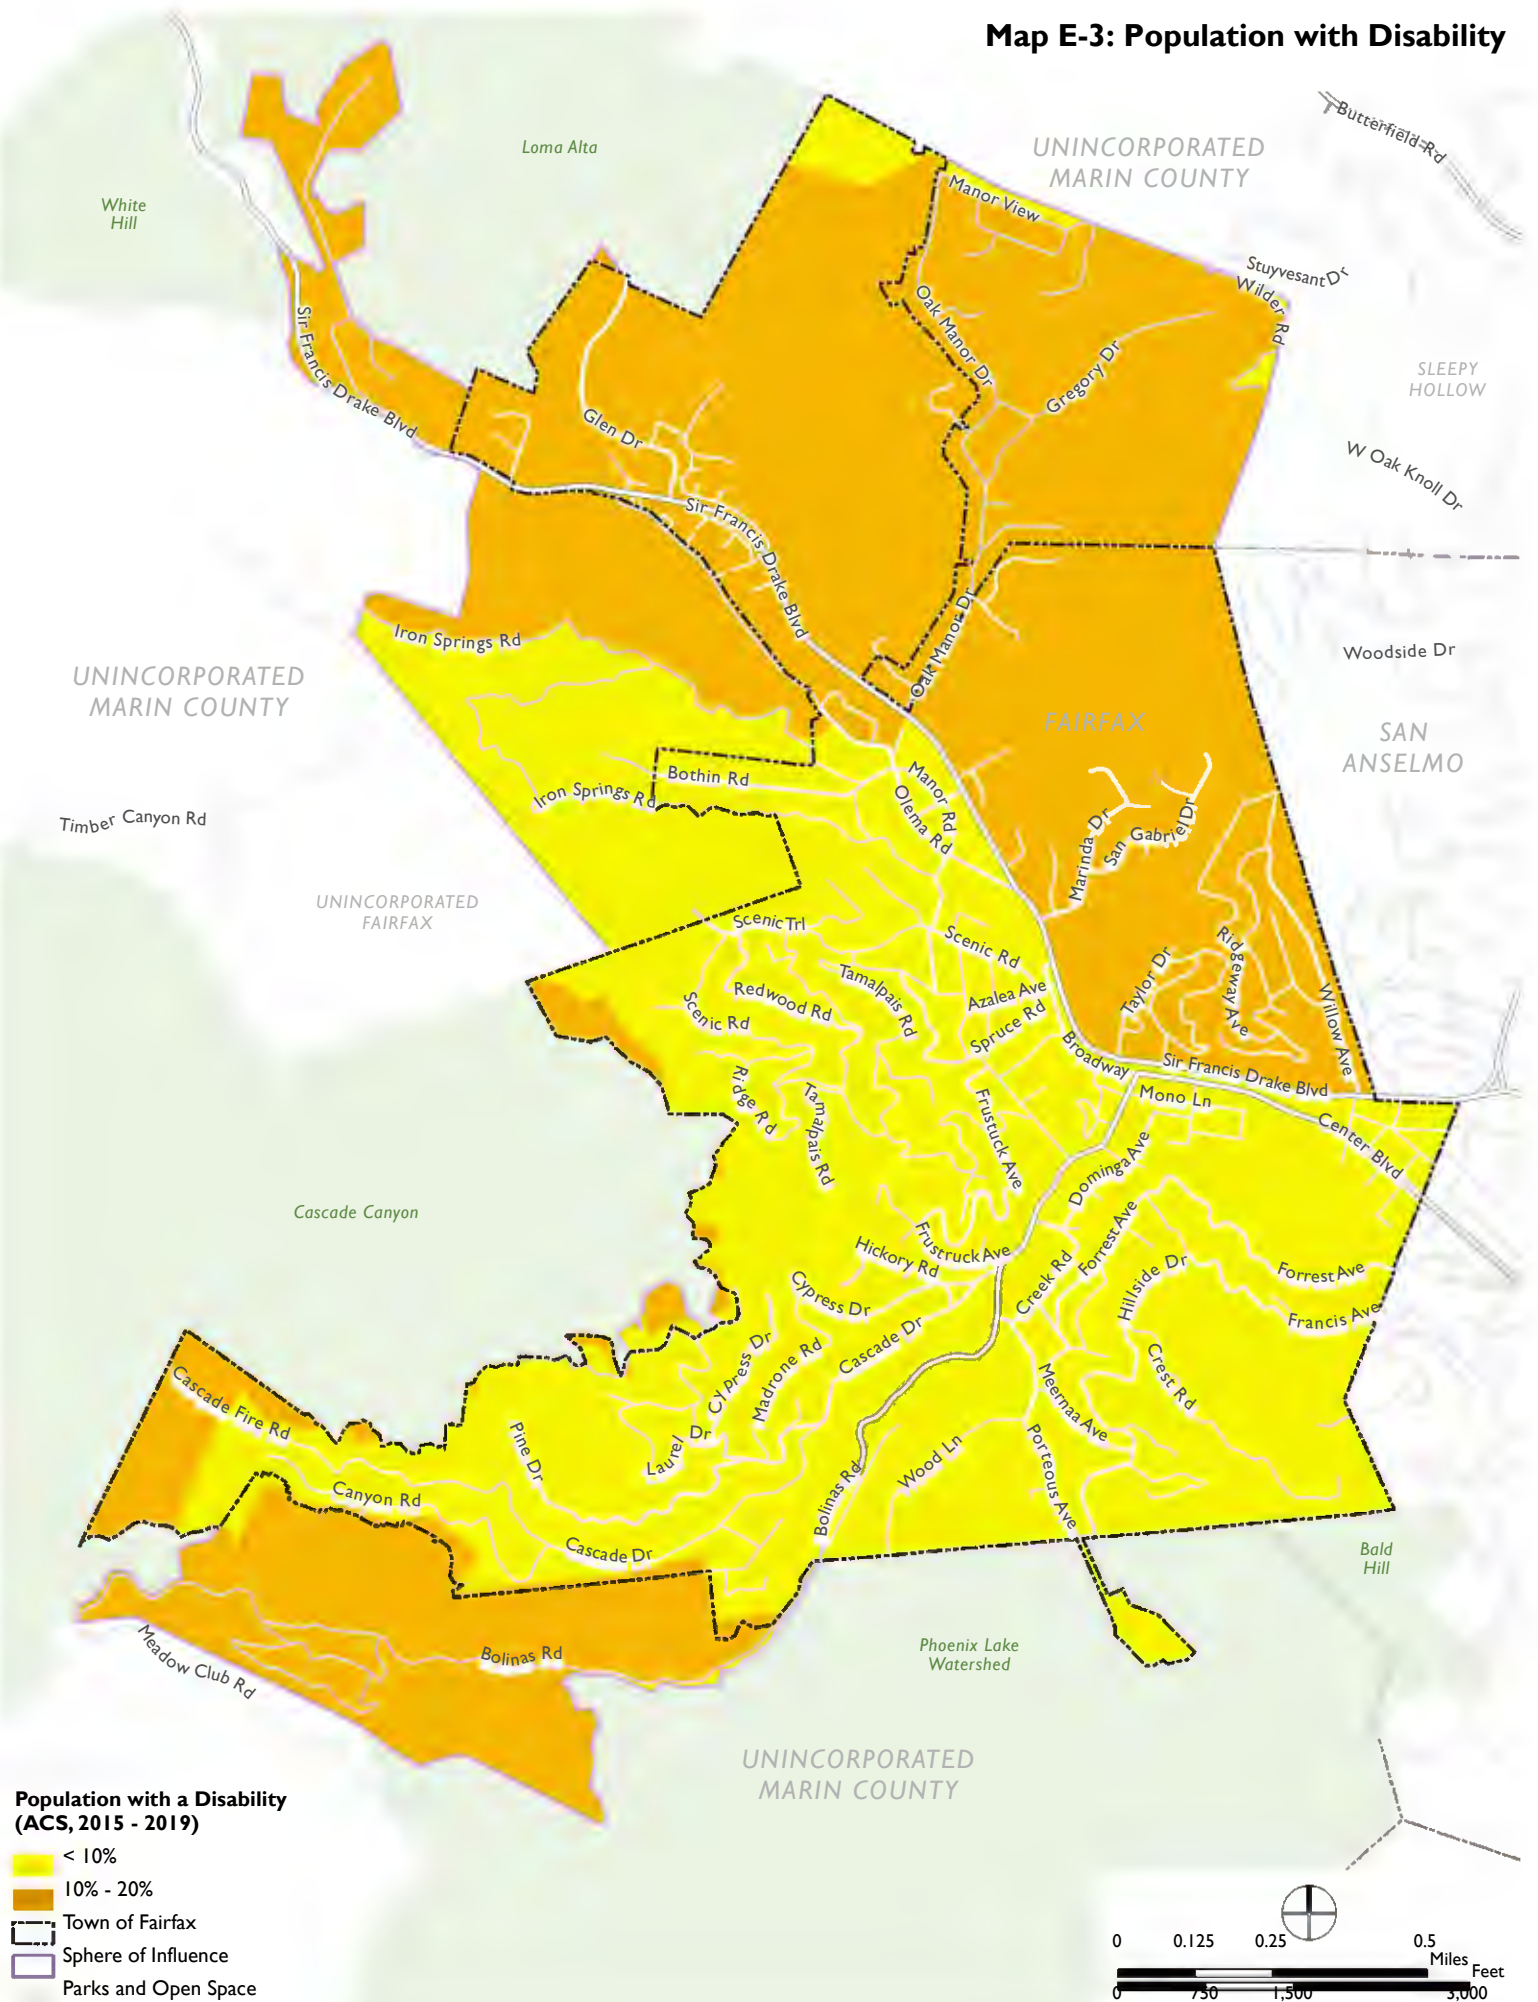 Map E-3: Population with Disability
Butterfield Rd
Loma Alta
UNINCORPORATED
MARIN COUNTY
White
Hill
Manor View
Stuyvesant Dr
Wilder Rd
Oak Manor Dr
Sir Francis Drake Blvd
Gregory Dr
SLEEPY
HOLLOW
Glen Dr
W Oak Knoll Dr
Sir Francis Drake Blvd
Iron Springs Rd
Oak Manor Dr
Woodside Dr
UNINCORPORATED
MARIN COUNTY
FAIRFAX
SAN
ANSELMO
Bothin Rd
Manor Rd
Iron Springs Rd
Olema Rd
Timber Canyon Rd
Marinda Dr
San Gabriel Dr
UNINCORPORATED
FAIRFAX
Scenic Trl
Scenic Rd
Ridgeway Ave
Taylor Dr
Tamalpais Rd
Redwood Rd
Azalea Ave
Scenic Rd
Spruce Rd
Willow Ave
Broadway
Sir Francis Drake Blvd
Ridge Rd
Tamalpais Rd
Mono Ln
Frustuck Ave
Center Blvd
Dominga Ave
Cascade Canyon
Forrest Ave
Frustruck Ave
Hickory Rd
Creek Rd
Hillside Dr
Forrest Ave
Cypress Dr
Francis Ave
Cascade Dr
Cypress Dr
Madrone Rd
Crest Rd
Cascade Fire Rd
Meernaa Ave
Pine Dr
Laurel Dr
Wood Ln
Porteous Ave
Canyon Rd
Bolinas Rd
Cascade Dr
Bald
Hill
Meadow Club Rd
Bolinas Rd
Phoenix Lake
Watershed
UNINCORPORATED
MARIN COUNTY
Population with a Disability
(ACS, 2015 - 2019)
< 10%
10% - 20%
Town of Fairfax
Sphere of Influence
Parks and Open Space
0 0.125 0.25 0.5
Miles
Feet
0 750 1,500 3,000